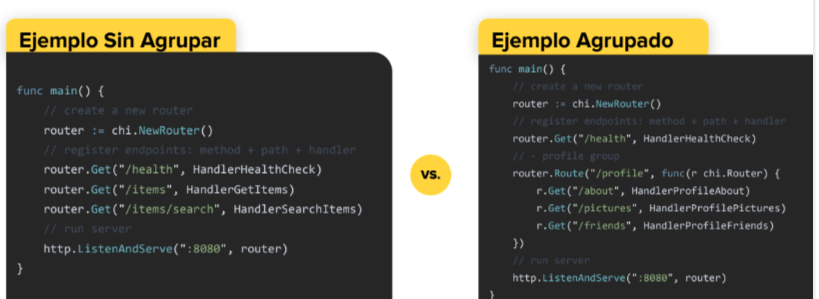 Ejemplo Sin Agrupar
func main() {
// create a new router
router := chi.NewRouter()
// register endpoints: method + path + handler
router.Get("/health", HandlerHealthCheck)
router.Get("/items", HandlerGetItems)
router.Get("/items/search", HandlerSearchItems)
// run server
http.ListenAndServe(":8080", router)
}
vs.
Ejemplo Agrupado
func main() {
// create a new router
router := chi.NewRouter()
// register endpoints: method + path + handler
router.Get("/health", HandlerHealthCheck)
// - profile group
router.Route("/profile", func(r chi.Router) {
r.Get("/about", HandlerProfileAbout)
r.Get("/pictures", HandlerProfilePictures)
r.Get("/friends", HandlerProfileFriends)
})
// run server
http.ListenAndServe(":8080", router)
}